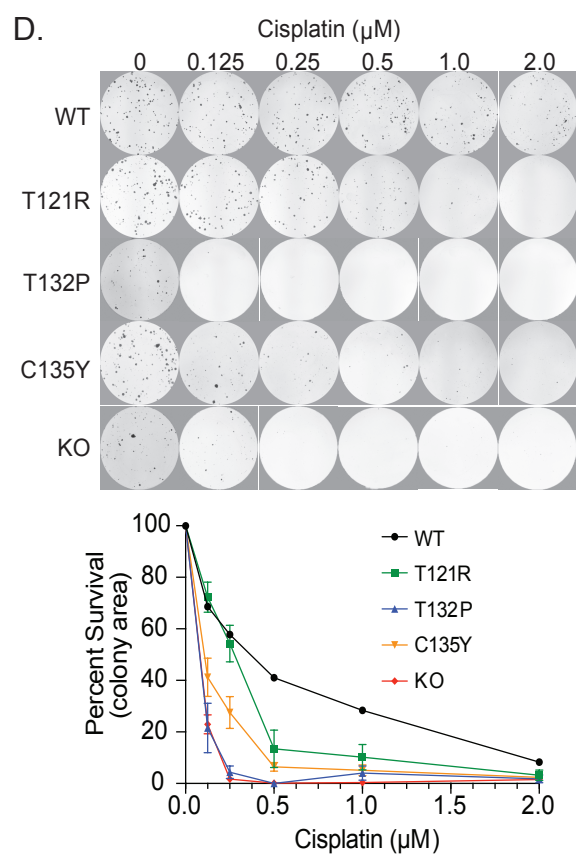 D.
Cisplatin (µM)
0 0.125 0.25 0.5 1.0 2.0
WT
T121R
T132P
C135Y
KO
100
80
60
40
20
0
Percent Survival
(colony area)
WT
T121R
T132P
C135Y
KO
0.0 0.5 1.0 1.5 2.0
Cisplatin (µM)